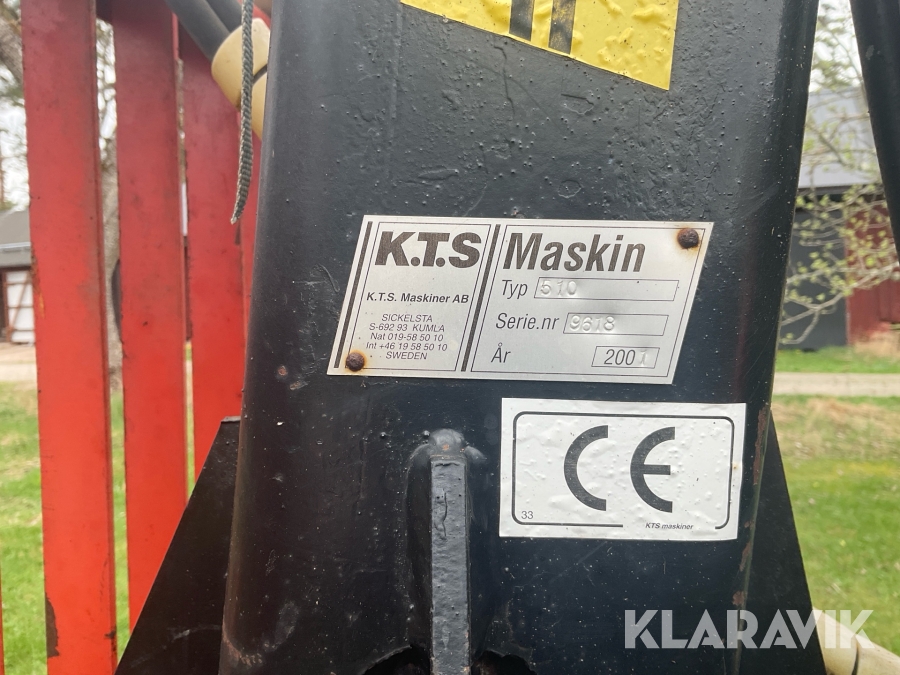 K.T.S
K.T.S. Maskiner AB
SICKELSTA
S-692 93 KUMLA
Nat 019-58 50 10
Int +46 19 58 50 10
SWEDEN
Maskin
Typ 510
Serie.nr 9618
År 2001
CE
33
KTS maskiner
KLARAVIK